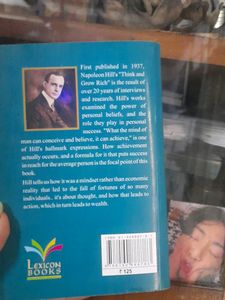 First published in 1937,
Napoleon Hill's "Think and
Grow Rich" is the result of
over 20 years of interviews
and research. Hill's works
examined the power of
personal beliefs, and the
role they play in personal
success. "What the mind of
man can conceive and believe, it can achieve," is one
of Hill's hallmark expressions. How achievement
actually occurs, and a formula for it that puts success
in reach for the average person is the focal point of this
book.
Hill tells us how it was a mindset rather than economic
reality that led to the fall of fortunes of so many
individuals.. it's about thought, and how that leads to
action, which in turn leads to wealth.
LEXICON
BOOKS
₹ 125